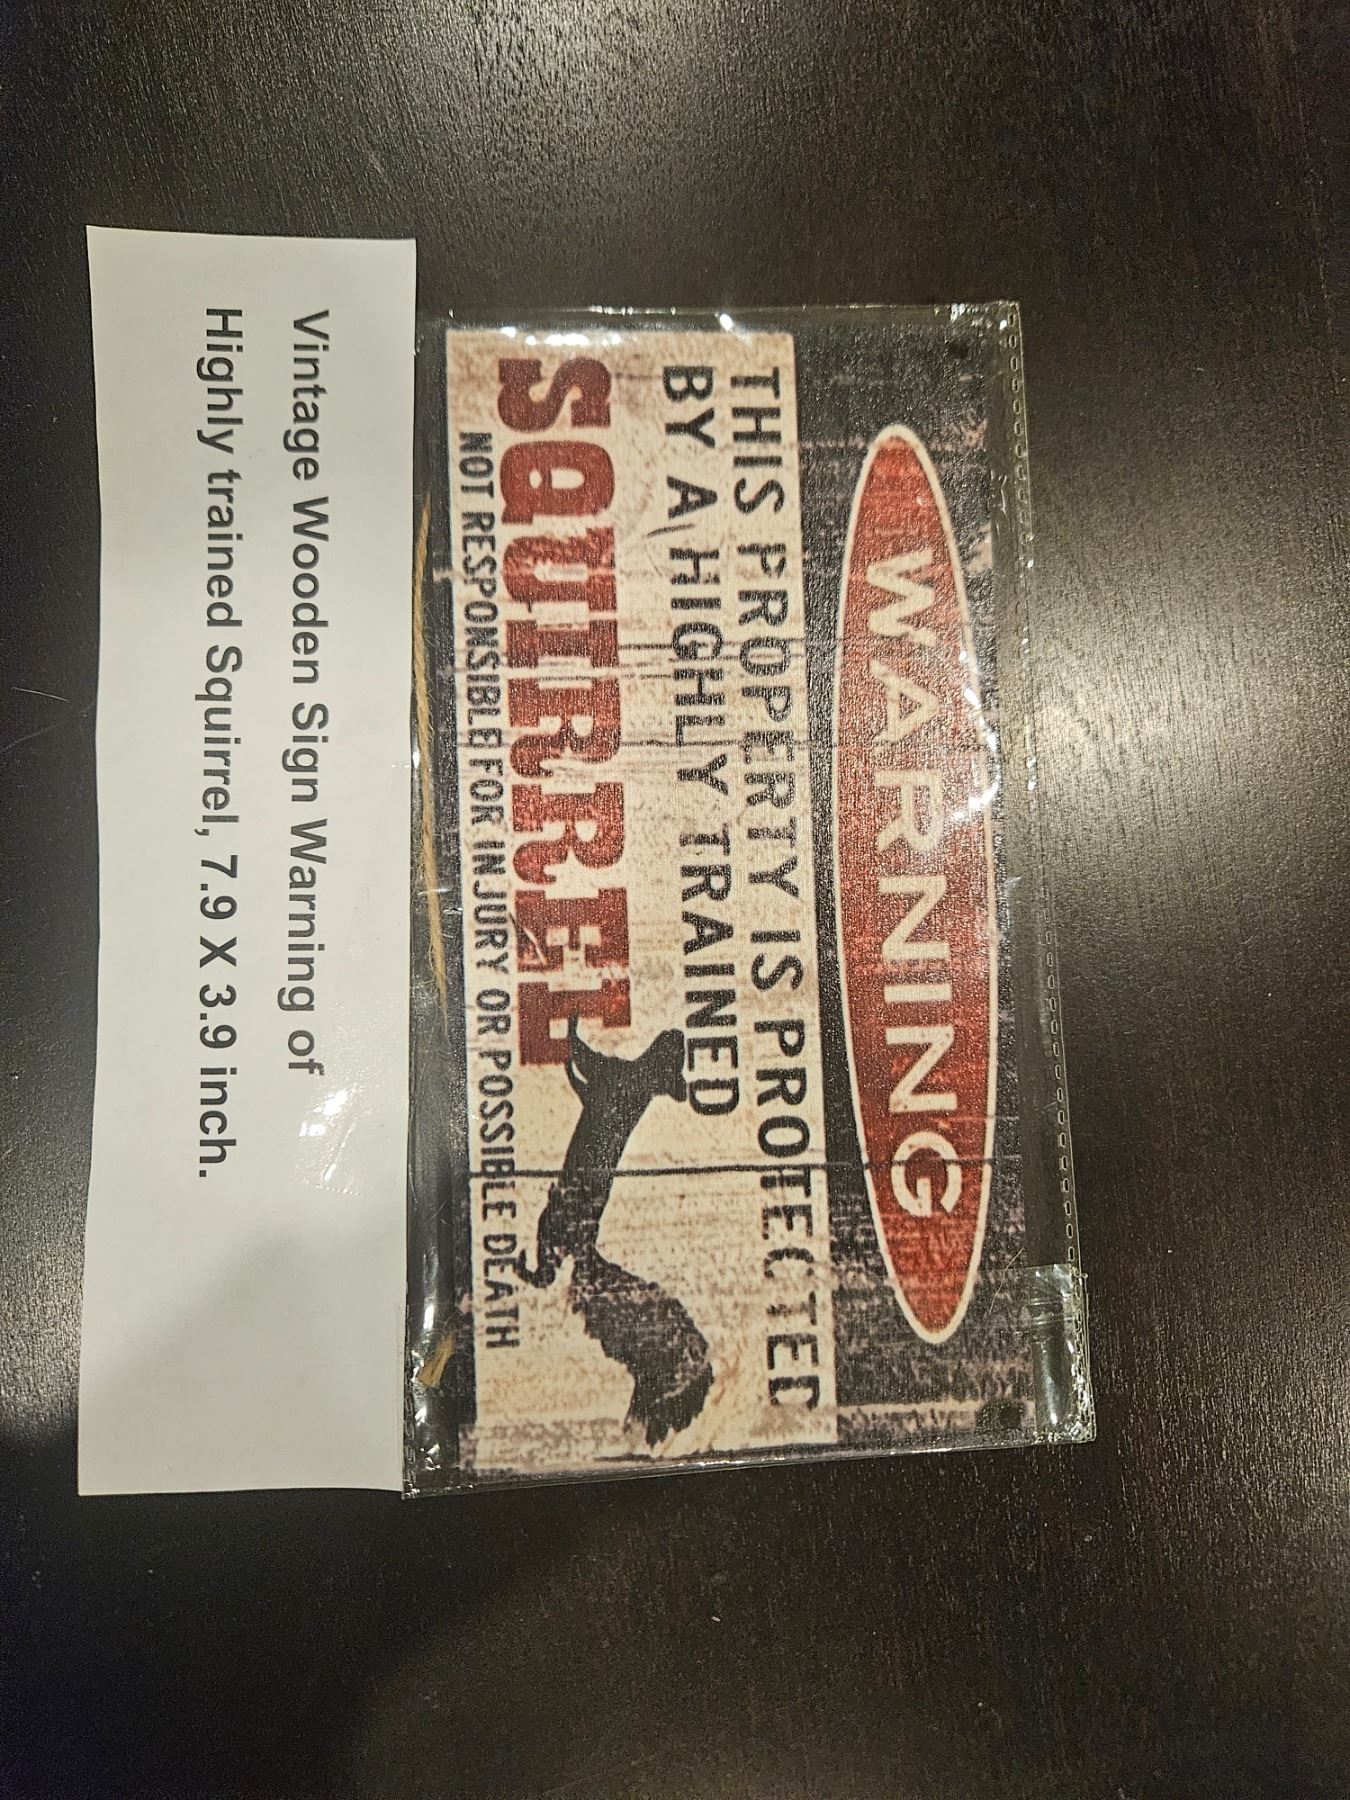 WARNING
THIS PROPERTY IS PROTECTED
BY A HIGHLY TRAINED
SQUIRREL
NOT RESPONSIBLE FOR INJURY OR POSSIBLE DEATH
Vintage Wooden Sign Warning of
Highly trained Squirrel, 7.9 X 3.9 inch.